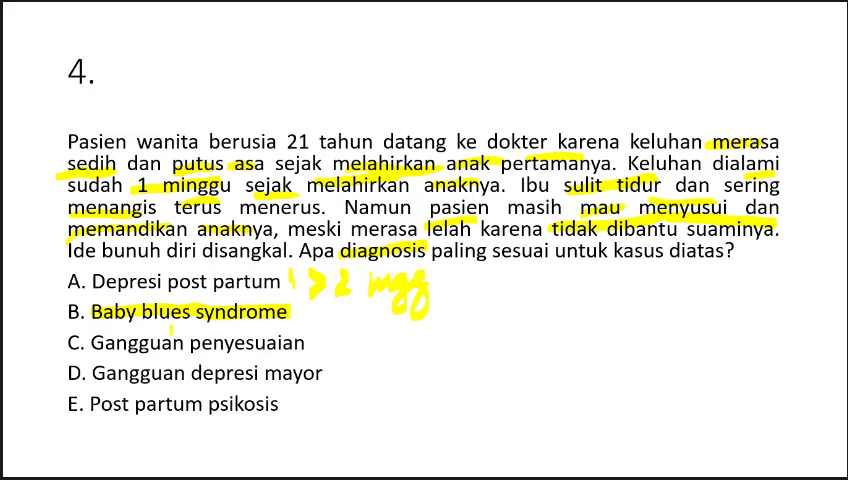 4.
Pasien wanita berusia 21 tahun datang ke dokter karena keluhan merasa
sedih dan putus asa sejak melahirkan anak pertamanya. Keluhan dialami
sudah 1 minggu sejak melahirkan anaknya. Ibu sulit tidur dan sering
menangis terus menerus. Namun pasien masih mau menyusui dan
memandikan anaknya, meski merasa lelah karena tidak dibantu suaminya.
Ide bunuh diri disangkal. Apa diagnosis paling sesuai untuk kasus diatas?
A. Depresi post partum > 2 mgg
B. Baby blues syndrome
C. Gangguan penyesuaian
D. Gangguan depresi mayor
E. Post partum psikosis